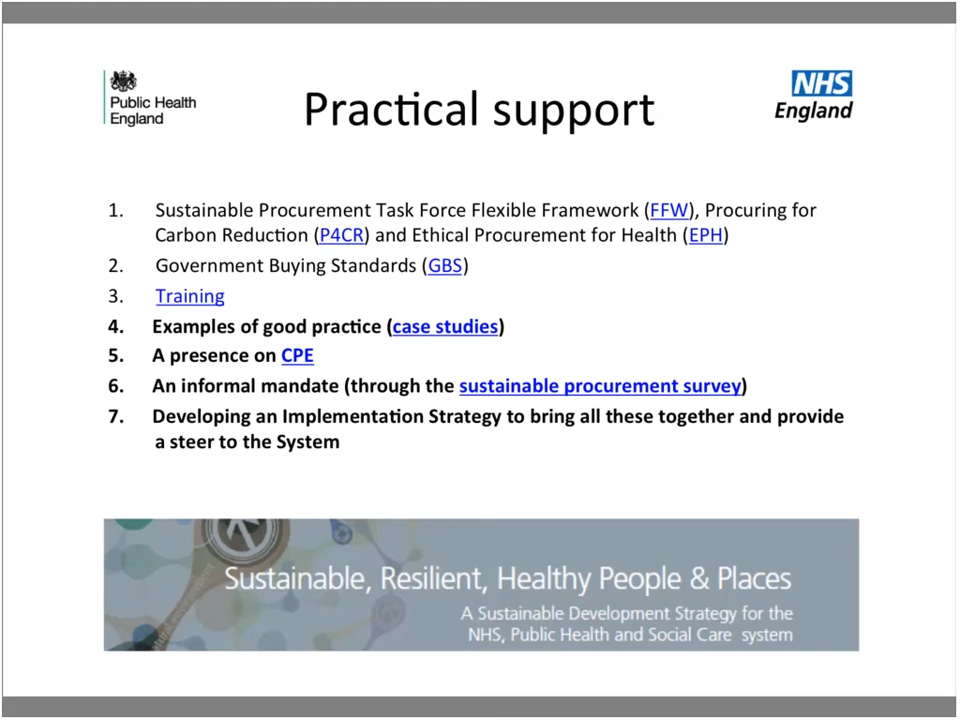 Public Health
England
Practical support
NHS
England
1. Sustainable Procurement Task Force Flexible Framework (FFW), Procuring for
Carbon Reduction (P4CR) and Ethical Procurement for Health (EPH)
2. Government Buying Standards (GBS)
3. Training
4. Examples of good practice (case studies)
5. A presence on CPE
6. An informal mandate (through the sustainable procurement survey)
7. Developing an Implementation Strategy to bring all these together and provide
a steer to the System
Sustainable, Resilient, Healthy People & Places
A Sustainable Development Strategy for the
NHS, Public Health and Social Care system